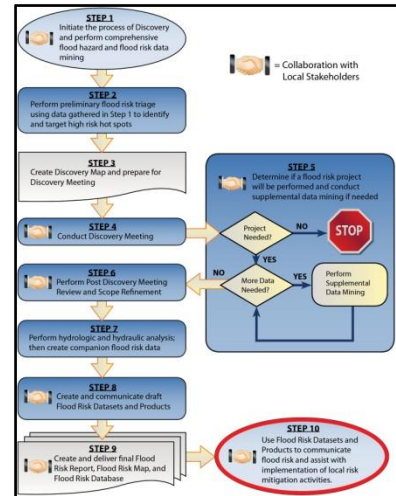 STEP 1
Initiate the process of Discovery
and perform comprehensive
flood hazard and flood risk data
mining
= Collaboration with
Local Stakeholders
STEP 2
Perform preliminary flood risk triage
using data gathered in Step 1 to identify
and target high risk hot spots
STEP 3
Create Discovery Map and prepare for
Discovery Meeting
STEP 4
Conduct Discovery Meeting
STEP 5
Determine if a flood risk project
will be performed and conduct
supplemental data mining if needed
Project
Needed?
NO
STOP
YES
More Data
Needed?
NO
YES
Perform
Supplemental
Data Mining
STEP 6
Perform Post Discovery Meeting
Review and Scope Refinement
STEP 7
Perform hydrologic and hydraulic analysis;
then create companion flood risk data
STEP 8
Create and communicate draft
Flood Risk Datasets and Products
STEP 9
Create and deliver final Flood
Risk Report, Flood Risk Map, and
Flood Risk Database
STEP 10
Use Flood Risk Datasets and
Products to communicate
flood risk and assist with
implementation of local risk
mitigation activities.